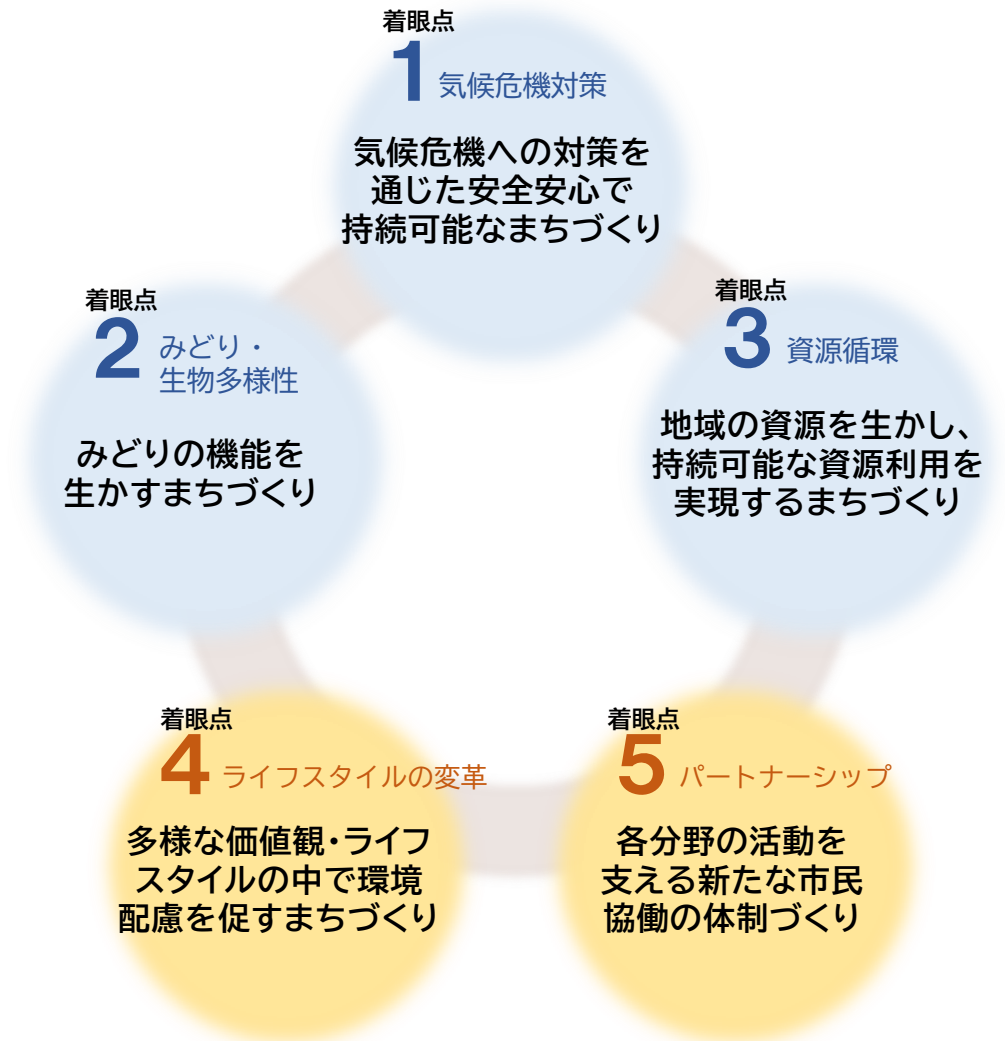 着眼点
1 気候危機対策
気候危機への対策を
通じた安全安心で
持続可能なまちづくり
着眼点
2 みどり・
生物多様性
みどりの機能を
生かすまちづくり
着眼点
3 資源循環
地域の資源を生かし、
持続可能な資源利用を
実現するまちづくり
着眼点
4 ライフスタイルの変革
多様な価値観・ライフ
スタイルの中で環境
配慮を促すまちづくり
着眼点
5 パートナーシップ
各分野の活動を
支える新たな市民
協働の体制づくり